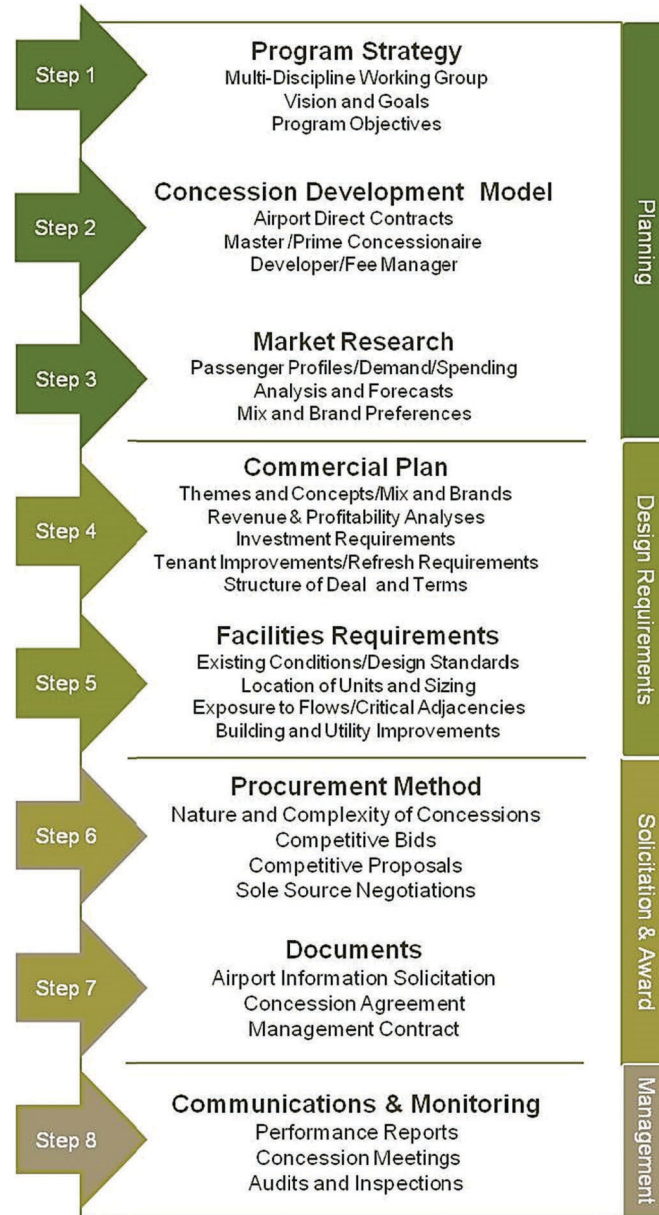 Step 1
Program Strategy
Multi-Discipline Working Group
Vision and Goals
Program Objectives
Step 2
Concession Development Model
Airport Direct Contracts
Master/Prime Concessionaire
Developer/Fee Manager
Step 3
Market Research
Passenger Profiles/Demand/Spending
Analysis and Forecasts
Mix and Brand Preferences
Planning
Step 4
Commercial Plan
Themes and Concepts/Mix and Brands
Revenue & Profitability Analyses
Investment Requirements
Tenant Improvements/Refresh Requirements
Structure of Deal and Terms
Step 5
Facilities Requirements
Existing Conditions/Design Standards
Location of Units and Sizing
Exposure to Flows/Critical Adjacencies
Building and Utility Improvements
Design Requirements
Step 6
Procurement Method
Nature and Complexity of Concessions
Competitive Bids
Competitive Proposals
Sole Source Negotiations
Step 7
Documents
Airport Information Solicitation
Concession Agreement
Management Contract
Solicitation & Award
Step 8
Communications & Monitoring
Performance Reports
Concession Meetings
Audits and Inspections
Management